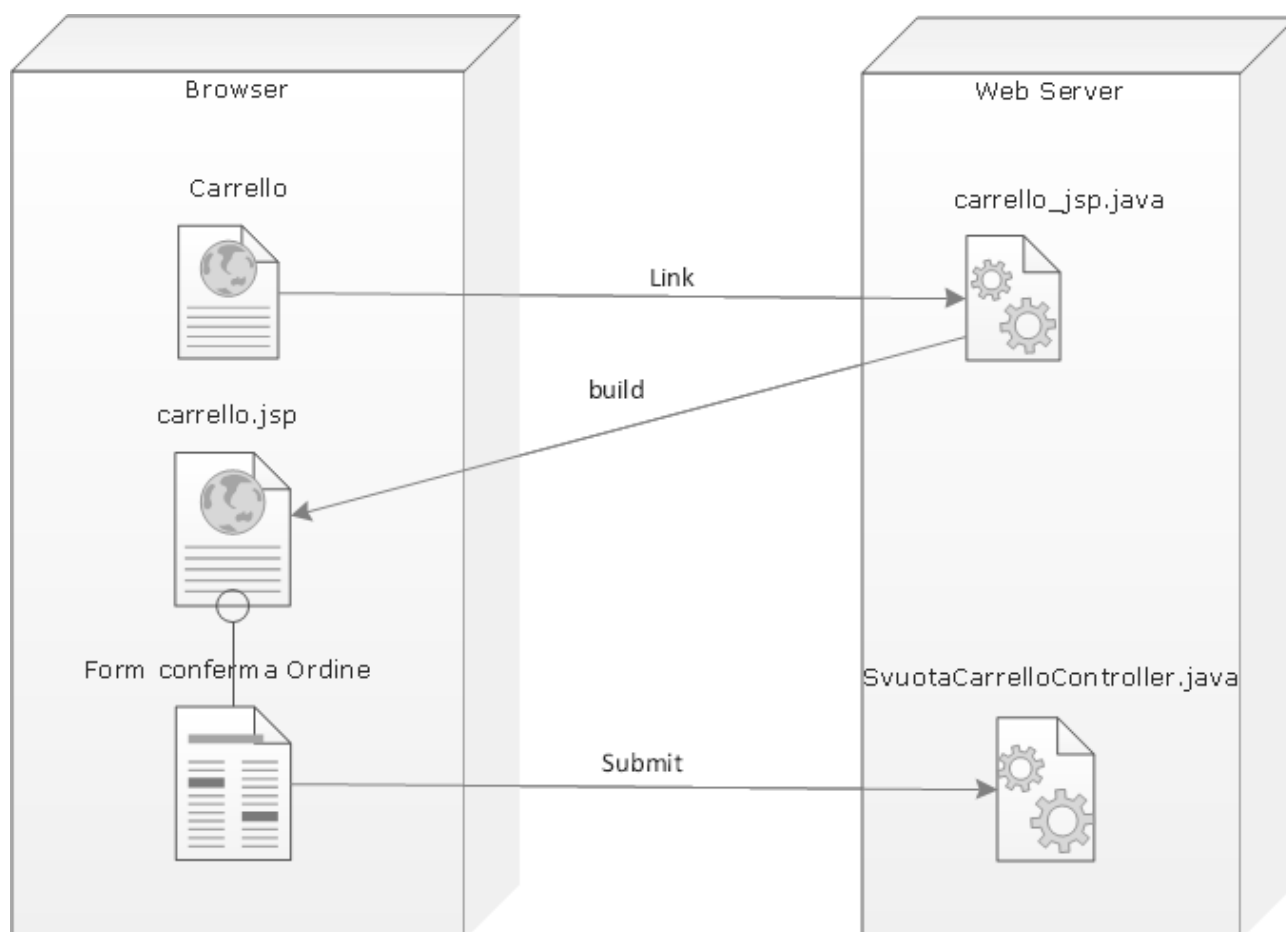 Browser
Web Server
Carrello
carrello_jsp.java
Link
build
carrello.jsp
Form conferma Ordine
SvuotaCarrelloController.java
Submit